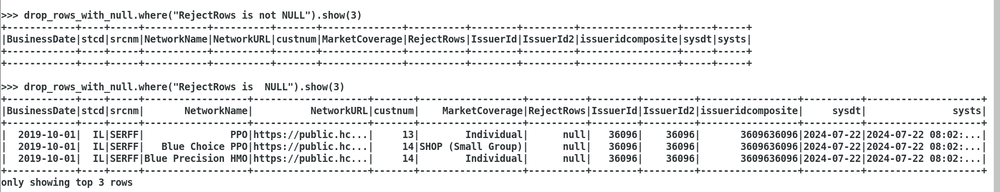 >>> drop_rows_with_null.where("RejectRows is not NULL").show(3)
+------------+----+-----+-----------+----------+-------+--------------+----------+--------+---------+-----------------+-----+-----+
|BusinessDate|stcd|srcnm|NetworkName|NetworkURL|custnum|MarketCoverage|RejectRows|IssuerId|IssuerId2|issueridcomposite|sysdt|systs|
+------------+----+-----+-----------+----------+-------+--------------+----------+--------+---------+-----------------+-----+-----+
+------------+----+-----+-----------+----------+-------+--------------+----------+--------+---------+-----------------+-----+-----+
>>> drop_rows_with_null.where("RejectRows is  NULL").show(3)
+------------+----+-----+------------------+--------------------+-------+------------------+----------+--------+---------+-----------------+----------+--------------------+
|BusinessDate|stcd|srcnm|       NetworkName|          NetworkURL|custnum|    MarketCoverage|RejectRows|IssuerId|IssuerId2|issueridcomposite|     sysdt|               systs|
+------------+----+-----+------------------+--------------------+-------+------------------+----------+--------+---------+-----------------+----------+--------------------+
|  2019-10-01|  IL|SERFF|               PPO|https://public.hc...|     13|        Individual|      null|   36096|    36096|       3609636096|2024-07-22|2024-07-22 08:02:...|
|  2019-10-01|  IL|SERFF|   Blue Choice PPO|https://public.hc...|     14|SHOP (Small Group)|      null|   36096|    36096|       3609636096|2024-07-22|2024-07-22 08:02:...|
|  2019-10-01|  IL|SERFF|Blue Precision HMO|https://public.hc...|     14|        Individual|      null|   36096|    36096|       3609636096|2024-07-22|2024-07-22 08:02:...|
+------------+----+-----+------------------+--------------------+-------+------------------+----------+--------+---------+-----------------+----------+--------------------+
only showing top 3 rows